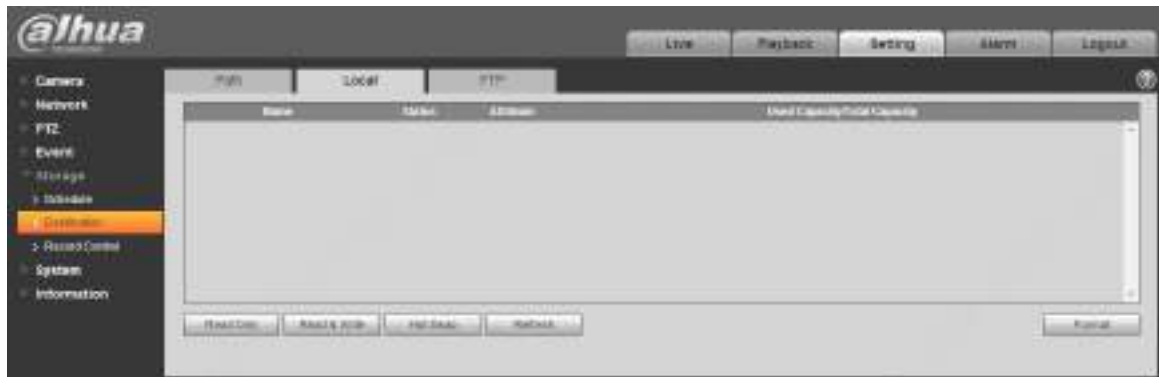 alhua
Live Playback Setting Alarm Logout
Camera
Path Local FTP
Network
Name Status Attribute Used Capacity/Total Capacity
PTZ
Event
Storage
Schedule
Destination
Record Control
System
Information
Read Only Read & Write Hot Swap Refresh Format